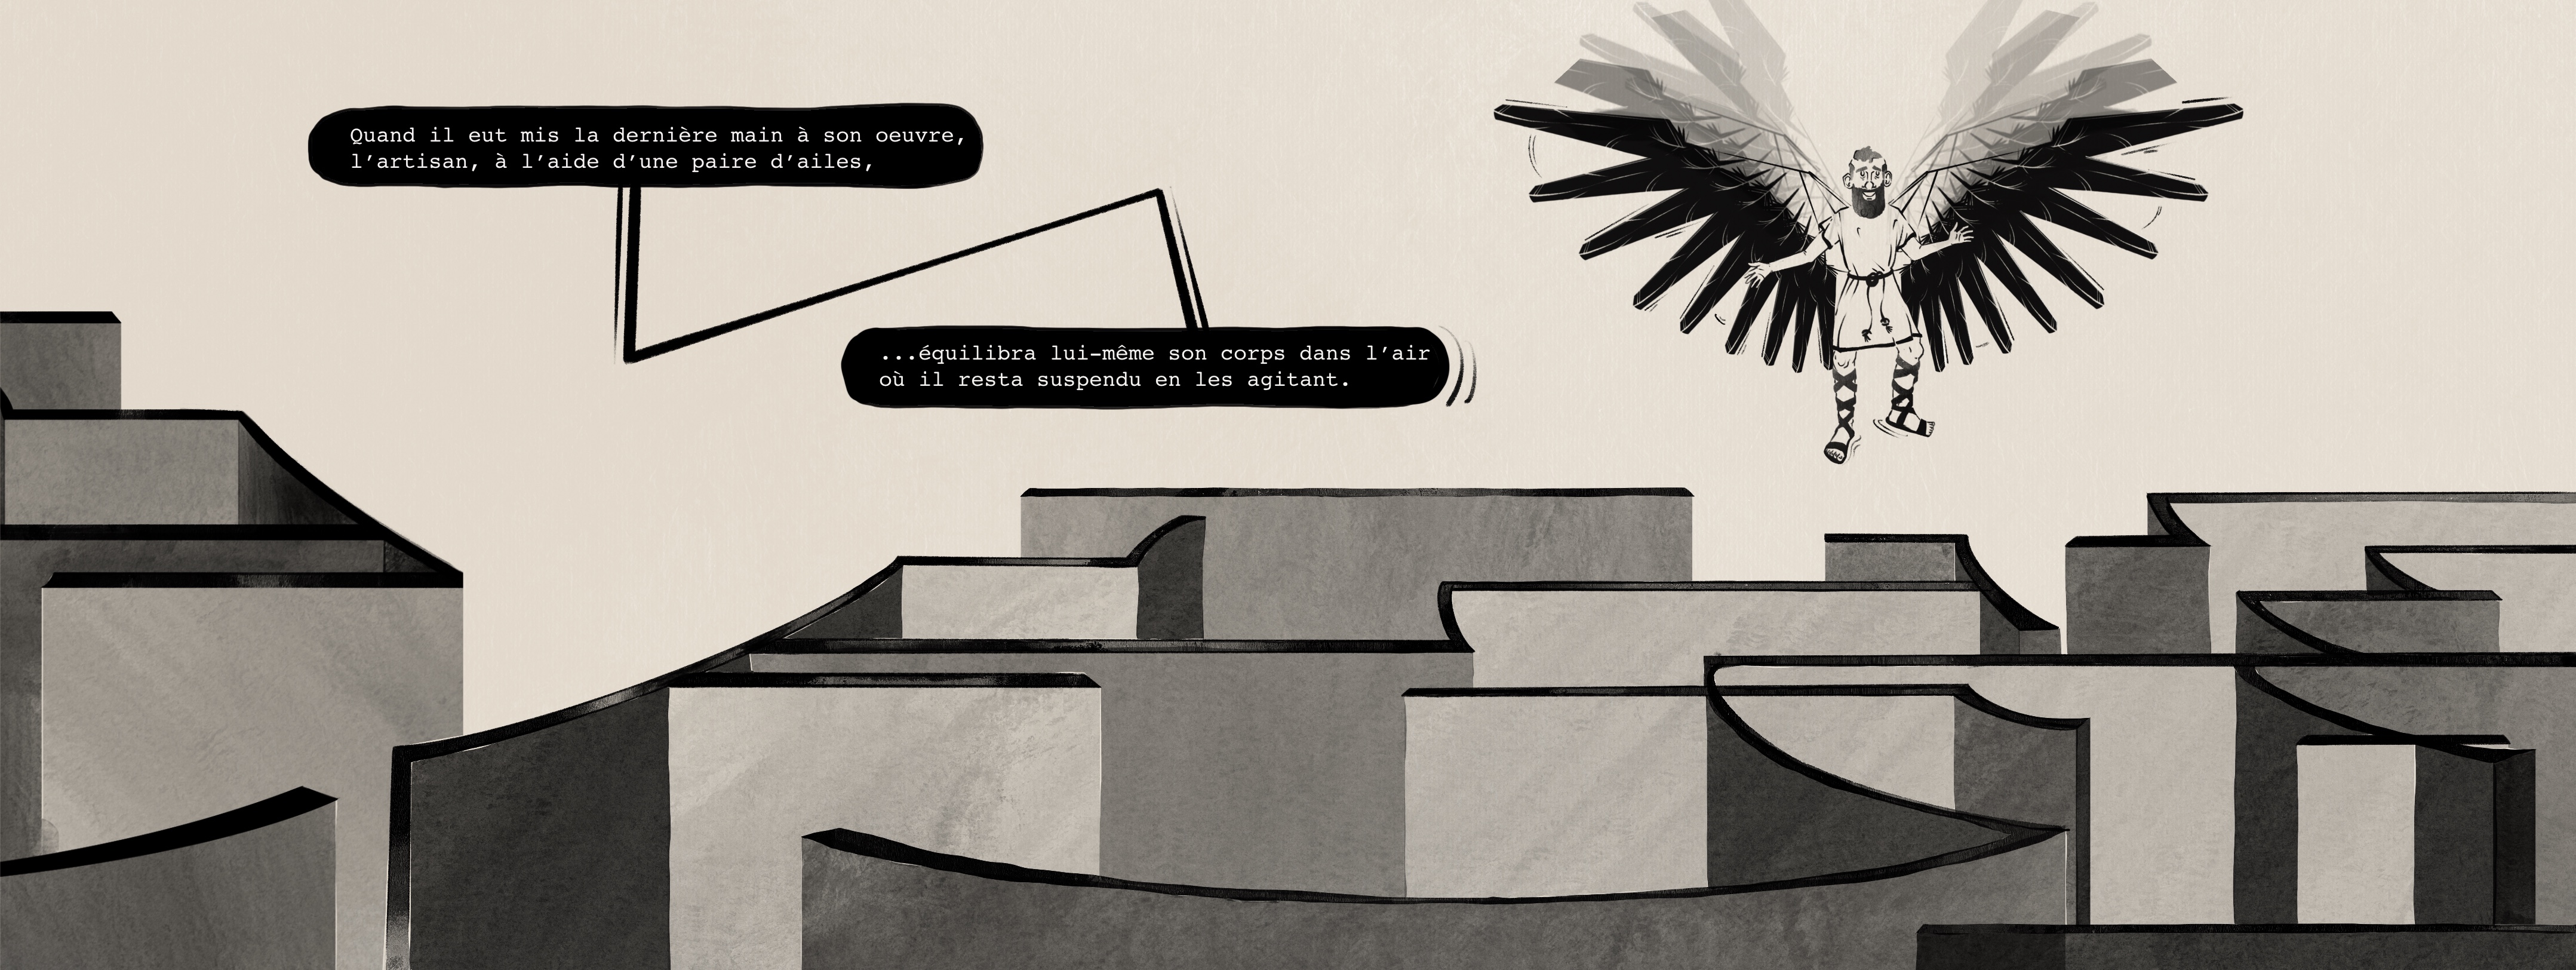 Quand il eut mis la dernière main à son oeuvre,
l’artisan, à l’aide d’une paire d’ailes,
...équilibra lui-même son corps dans l’air
où il resta suspendu en les agitant.